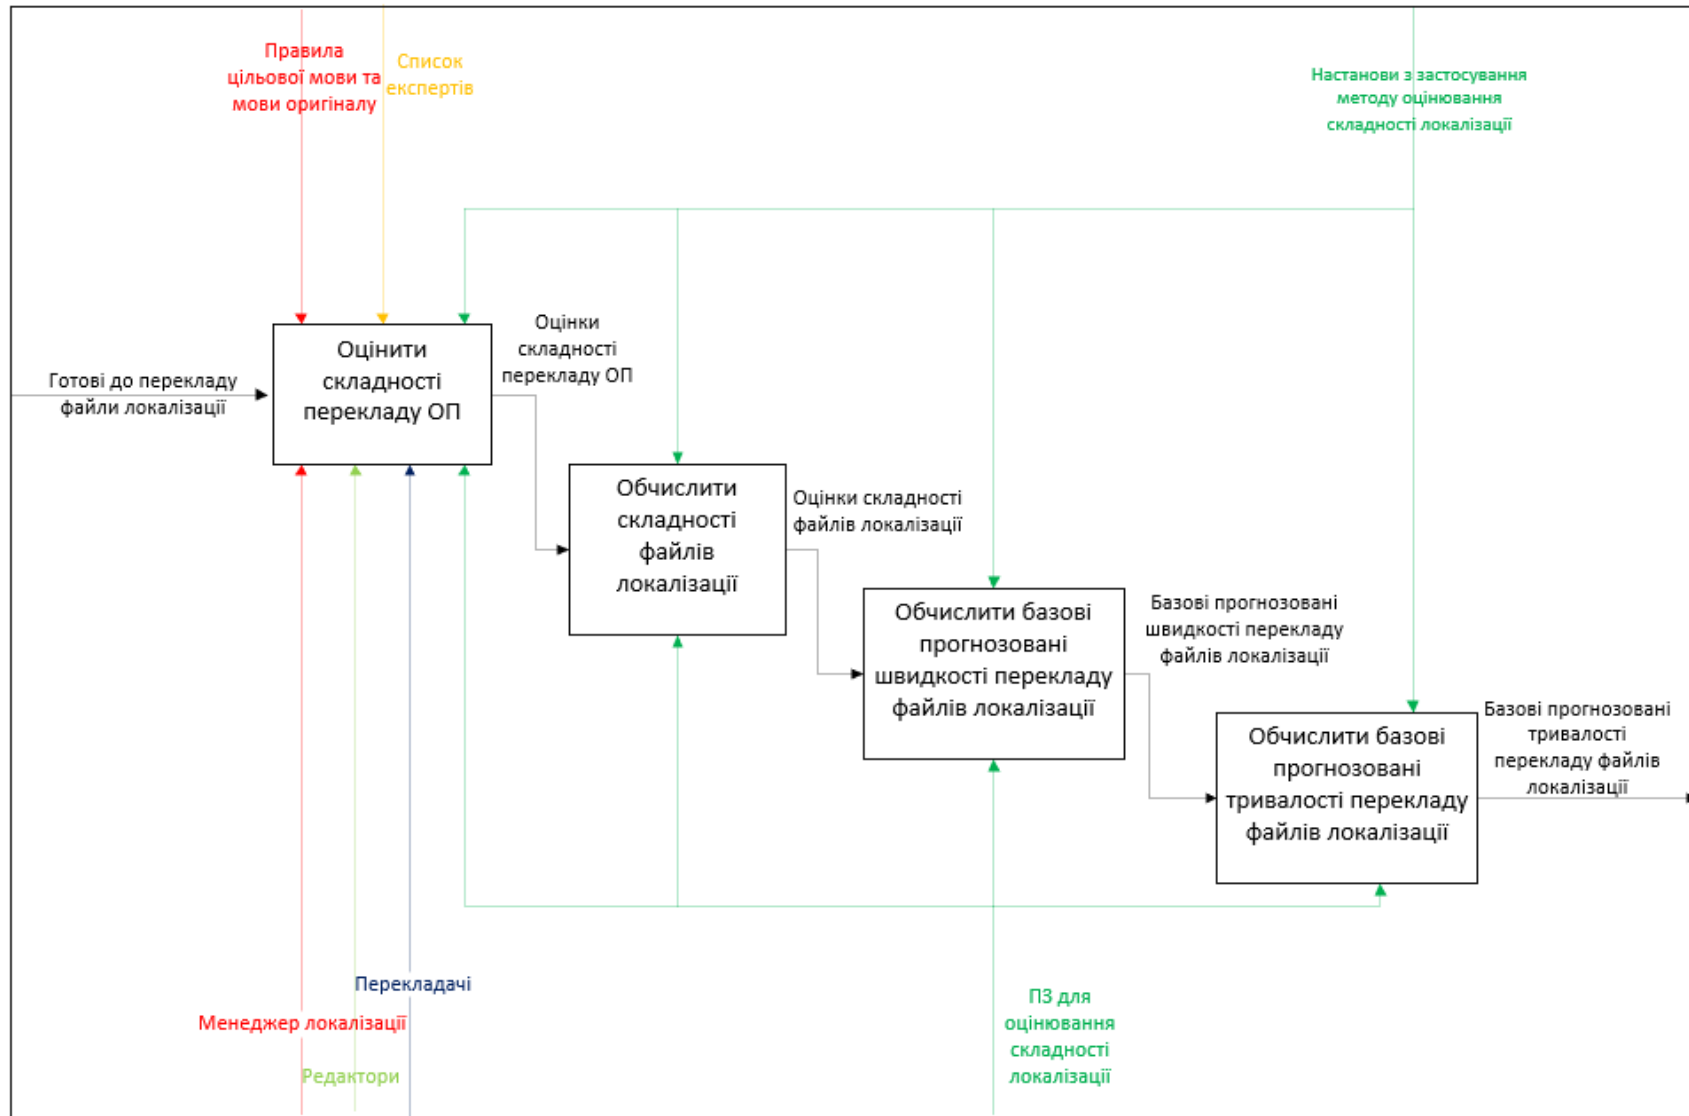 Правила
цільової мови та
мови оригіналу
Список
експертів
Настанови з застосування
методу оцінювання
складності локалізації
Готові до перекладу
файли локалізації
Оцінити
складності
перекладу ОП
Оцінки
складності
перекладу ОП
Обчислити
складності
файлів
локалізації
Оцінки складності
файлів локалізації
Обчислити базові
прогнозовані
швидкості перекладу
файлів локалізації
Базові прогнозовані
швидкості перекладу
файлів локалізації
Обчислити базові
прогнозовані
тривалості перекладу
файлів локалізації
Базові прогнозовані
тривалості
перекладу файлів
локалізації
Перекладачі
Менеджер локалізації
Редактори
ПЗ для
оцінювання
складності
локалізації